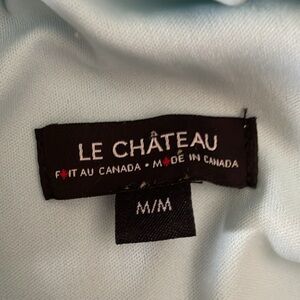 LE CHÂTEAU
FAIT AU CANADA • MADE IN CANADA
M/M